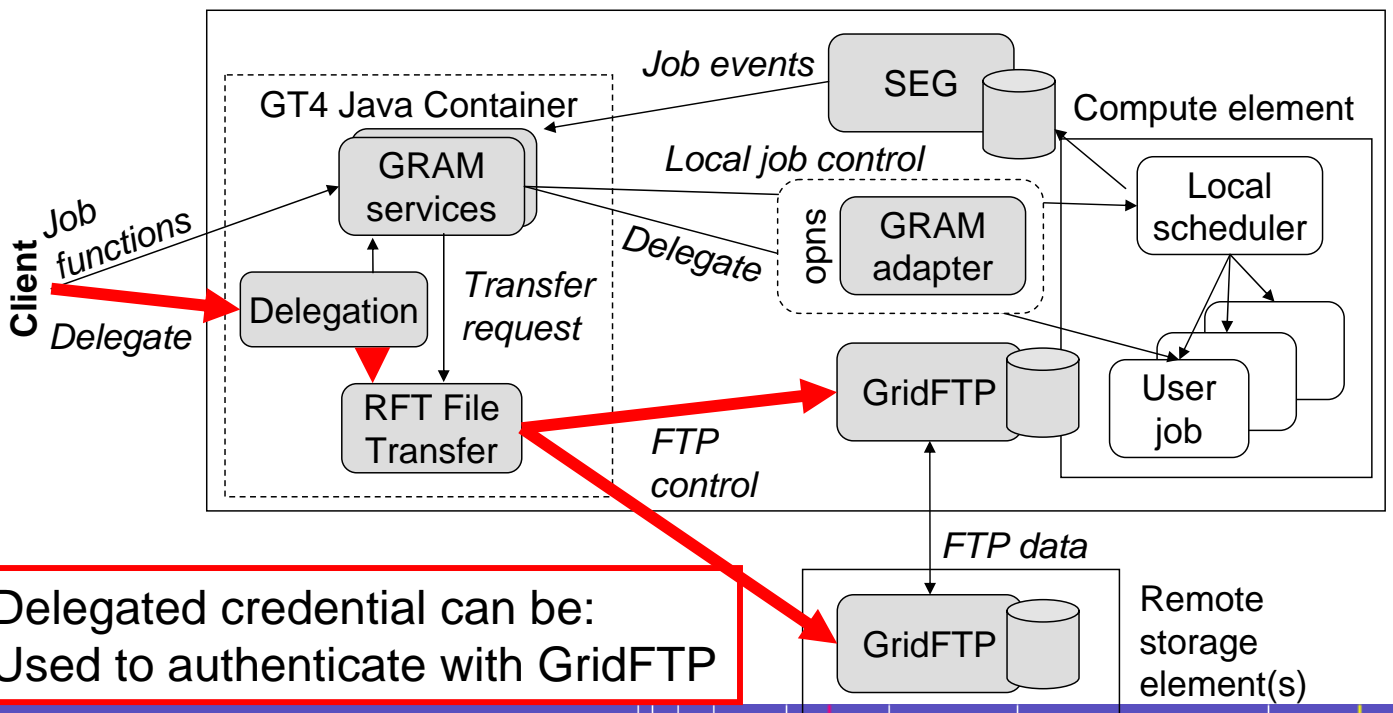 Job events
SEG
GT4 Java Container
Compute element
GRAM
services
Local job control
Local
scheduler
Client
Job
functions
Delegate
sudo
GRAM
adapter
Delegation
Transfer
request
Delegate
GridFTP
User
job
RFT File
Transfer
FTP
control
FTP data
Delegated credential can be:
Used to authenticate with GridFTP
GridFTP
Remote
storage
element(s)